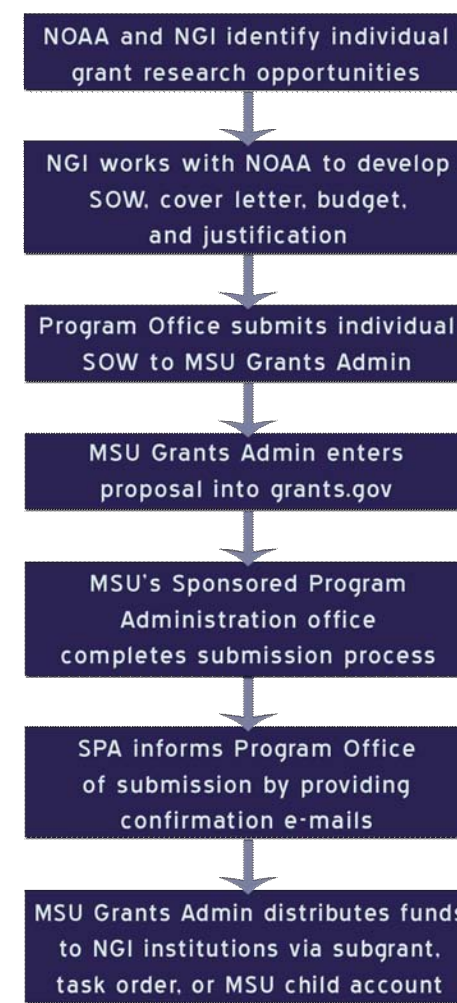 NOAA and NGI identify individual
grant research opportunities
NGI works with NOAA to develop
SOW, cover letter, budget,
and justification
Program Office submits individual
SOW to MSU Grants Admin
MSU Grants Admin enters
proposal into grants.gov
MSU's Sponsored Program
Administration office
completes submission process
SPA informs Program Office
of submission by providing
confirmation e-mails
MSU Grants Admin distributes funds
to NGI institutions via subgrant,
task order, or MSU child account